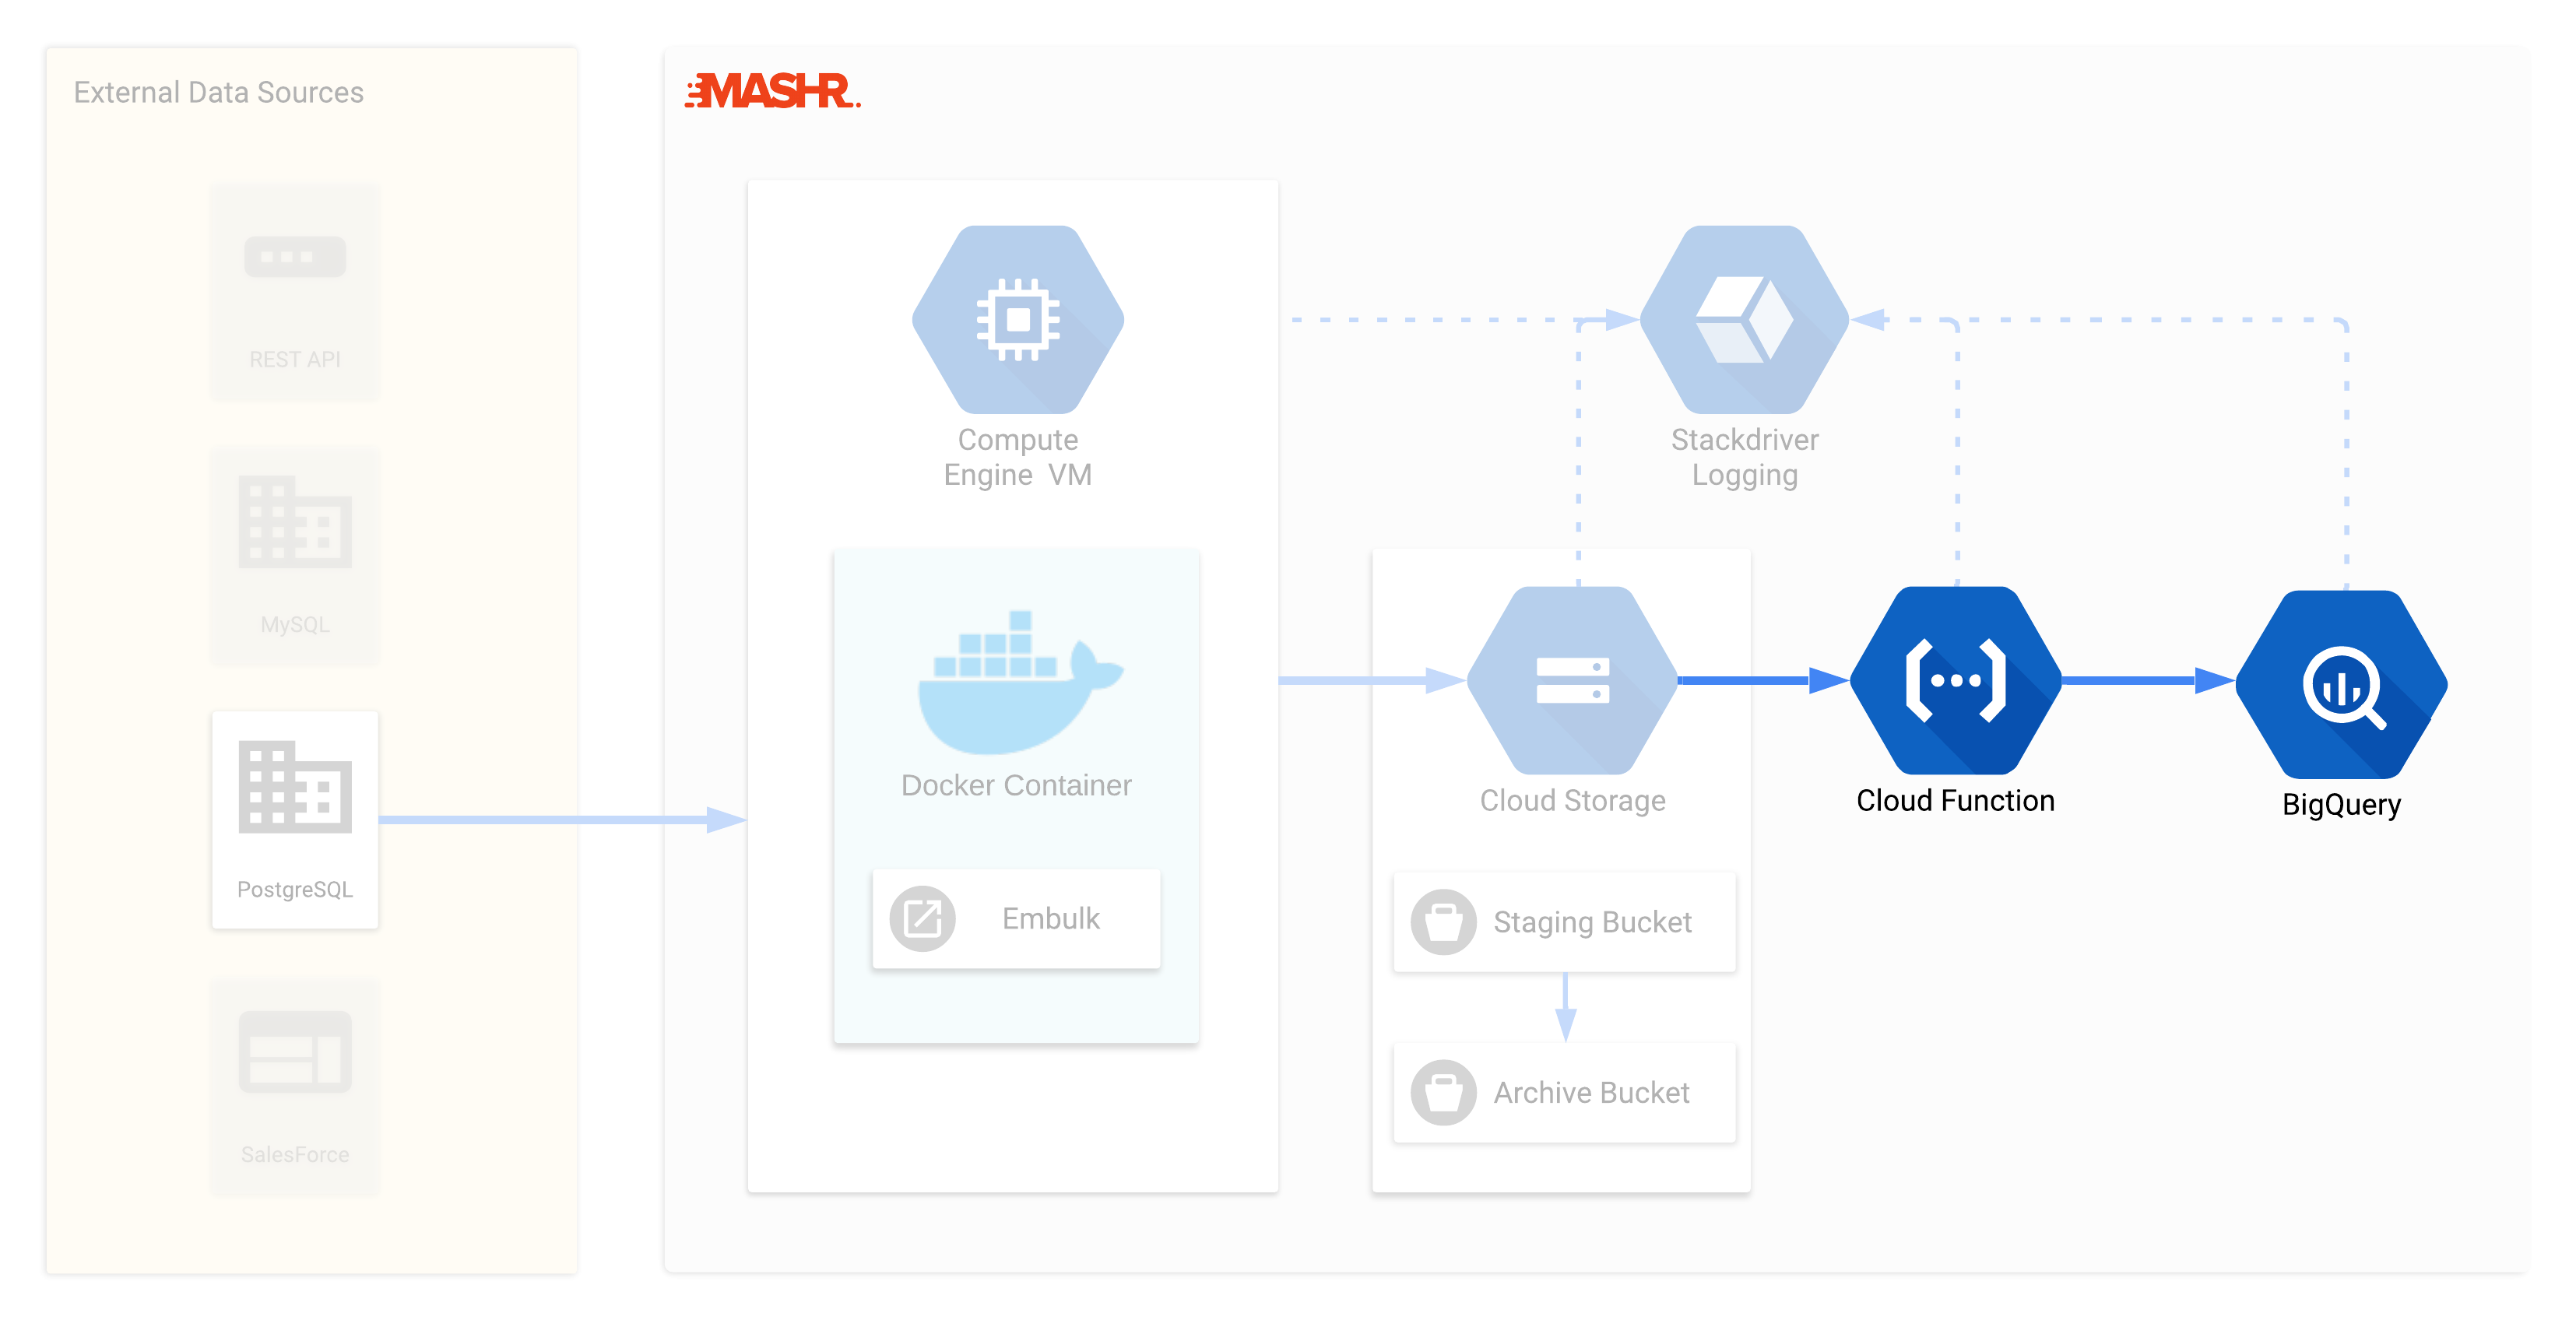 External Data Sources
REST API
MySQL
PostgreSQL
SalesForce
MASHR
Compute
Engine VM
Docker Container
Embulk
Stackdriver
Logging
Cloud Storage
Staging Bucket
Archive Bucket
Cloud Function
BigQuery